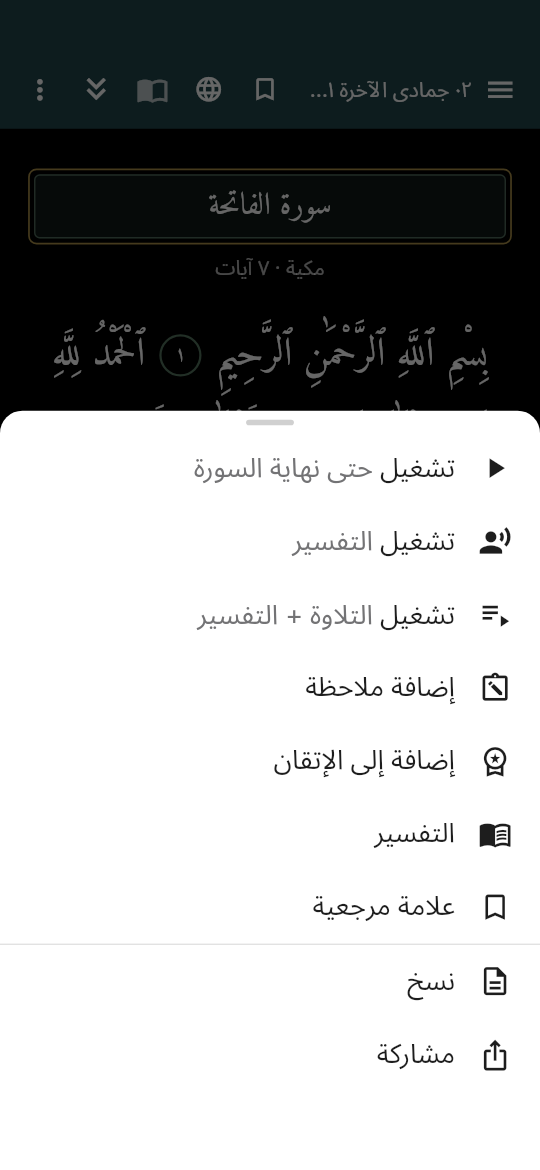 ٠٢ جمادى الآخرة ١...
سورة الفاتحة
مكية · ٧ آيات
بِسْمِ ٱللَّهِ ٱلرَّحْمَٰنِ ٱلرَّحِيمِ ١ ٱلْحَمْدُ لِلَّهِ
تشغيل حتى نهاية السورة
تشغيل التفسير
تشغيل التلاوة + التفسير
إضافة ملاحظة
إضافة إلى الإتقان
التفسير
علامة مرجعية
نسخ
مشاركة